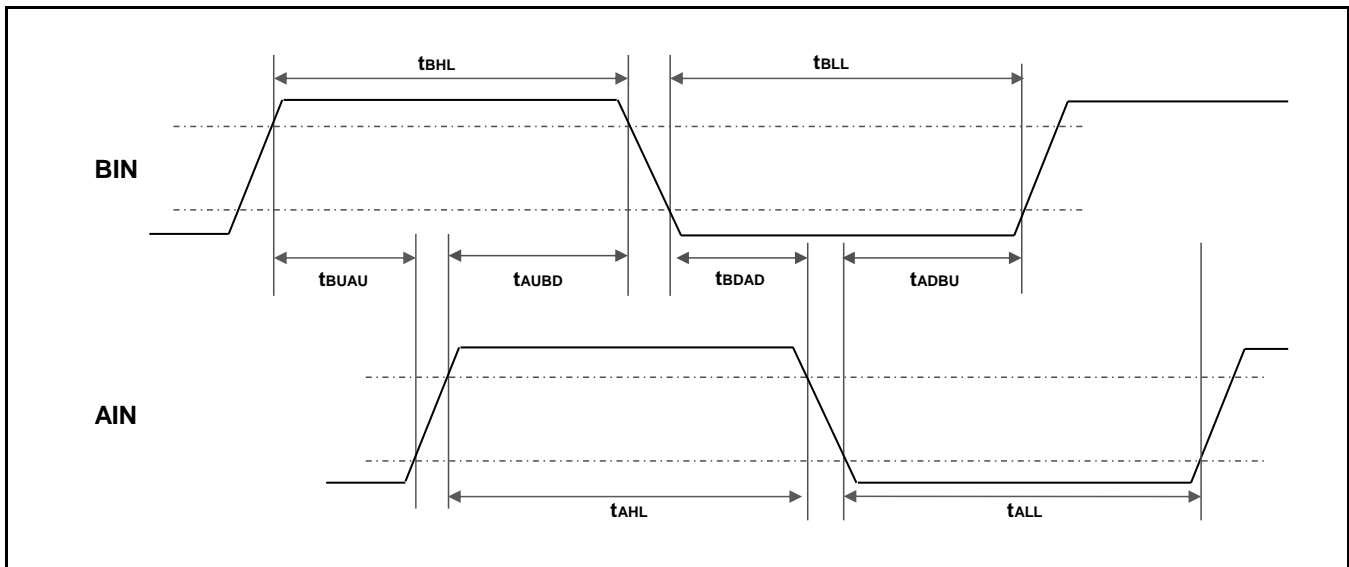 tBHL
tBLL
BIN
tBUAU
tAUBD
tBDAD
tADBU
AIN
tAHL
tALL